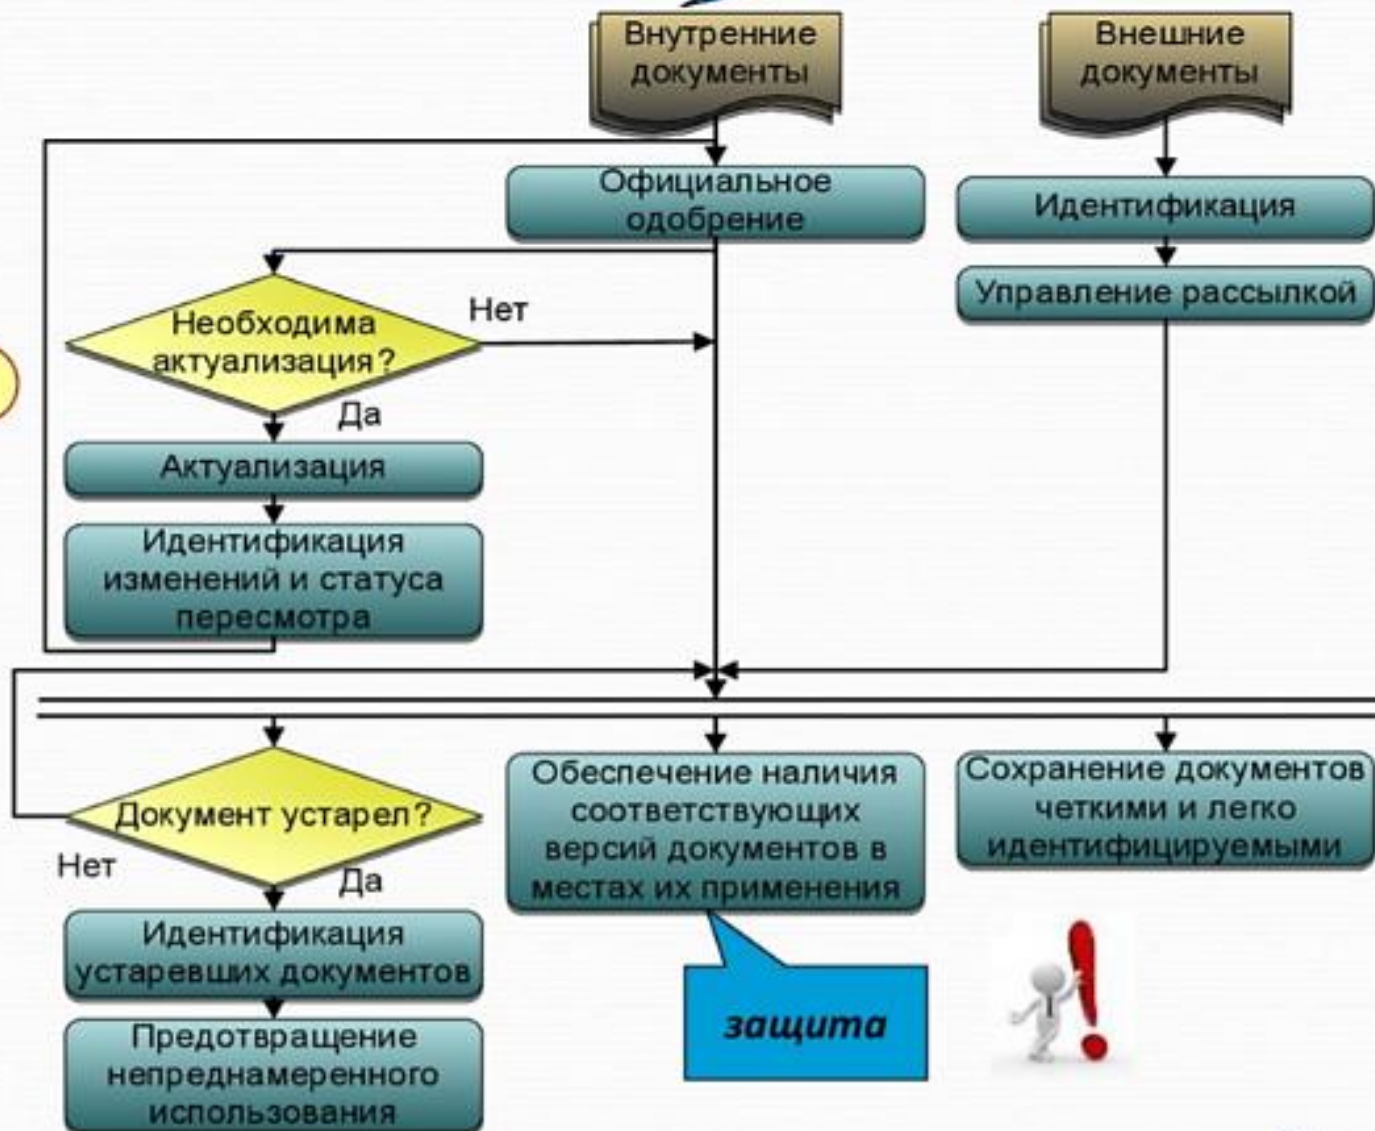 Внутренние
документы
Внешние
документы
Официальное
одобрение
Идентификация
Управление рассылкой
Необходима
актуализация?
Нет
Да
Актуализация
Идентификация
изменений и статуса
пересмотра
Документ устарел?
Нет
Да
Обеспечение наличия
соответствующих
версий документов в
местах их применения
Сохранение документов
четкими и легко
идентифицируемыми
Идентификация
устаревших документов
Предотвращение
непреднамеренного
использования
защита